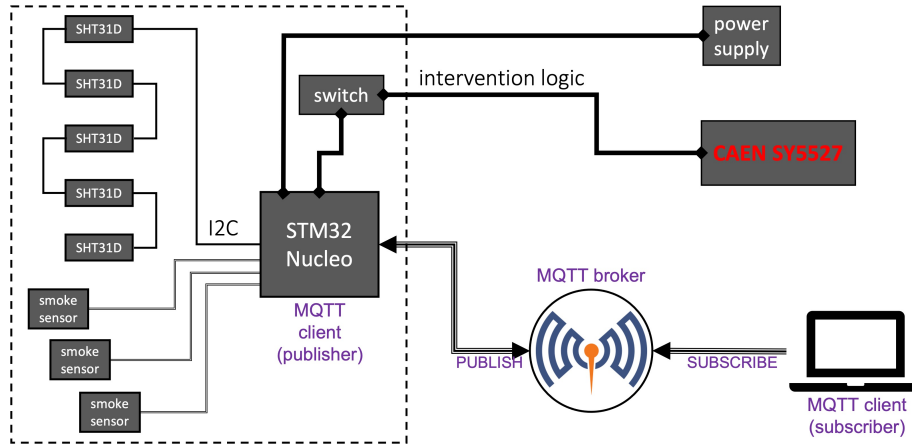 SHT31D
SHT31D
SHT31D
SHT31D
SHT31D
power
supply
switch
intervention logic
CAEN SY5527
I2C
STM32
Nucleo
MQTT
client
(publisher)
smoke
sensor
smoke
sensor
smoke
sensor
MQTT broker
PUBLISH
SUBSCRIBE
MQTT client
(subscriber)